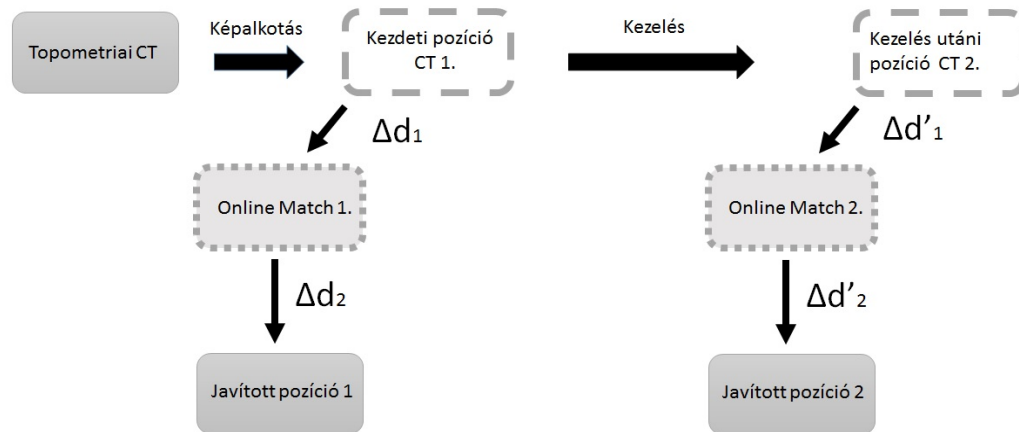 Topometriai CT
Képalkotás
Kezdeti pozíció
CT 1.
Kezelés
Kezelés utáni
pozíció CT 2.
Δd1
Δd’1
Online Match 1.
Online Match 2.
Δd2
Δd’2
Javított pozíció 1
Javított pozíció 2